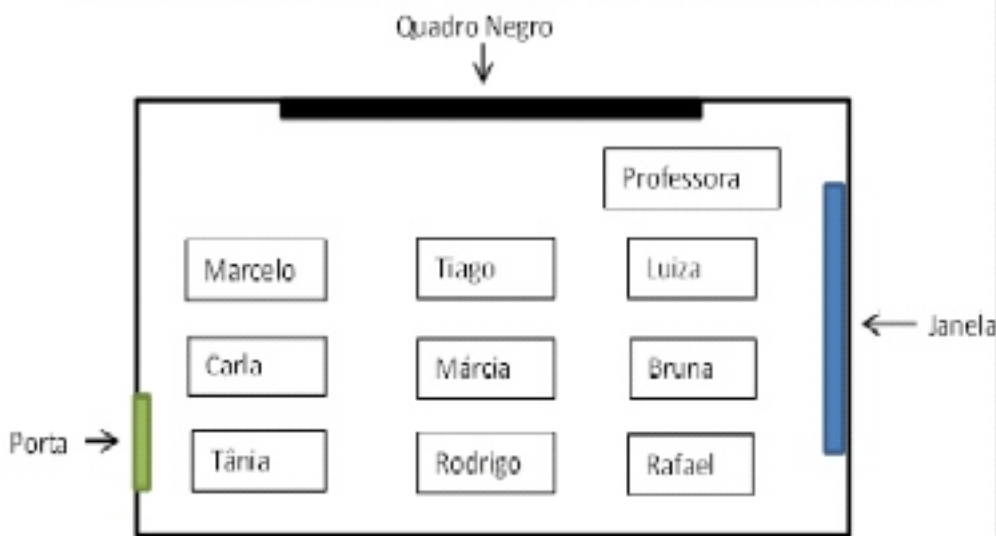 Quadro Negro
Professora
Marcelo Tiago Luiza
Janela
Carla Márcia Bruna
Porta
Tânia Rodrigo Rafael